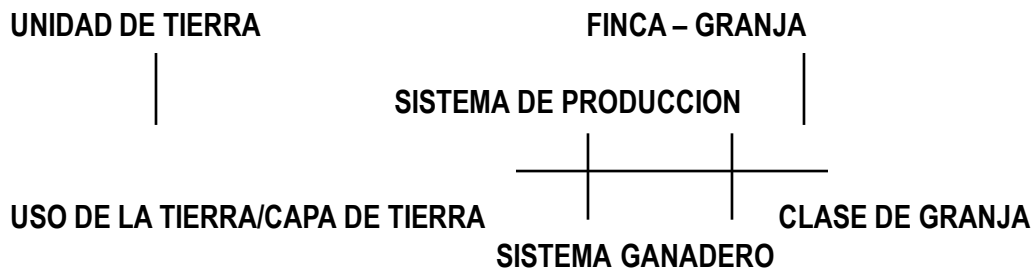 UNIDAD DE TIERRA
FINCA – GRANJA
SISTEMA DE PRODUCCION
USO DE LA TIERRA/CAPA DE TIERRA
CLASE DE GRANJA
SISTEMA GANADERO